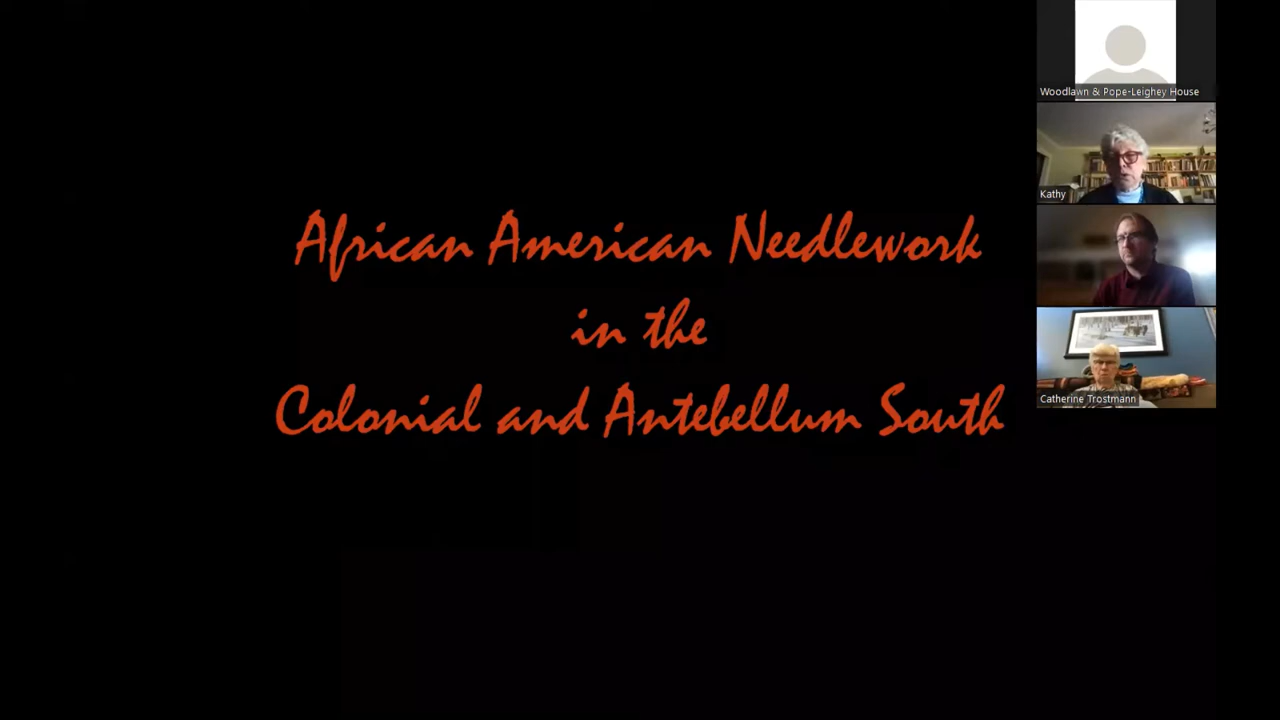 African American Needlework
in the
Colonial and Antebellum South
Woodlawn & Pope-Leighey House
Kathy
Catherine Trostmann